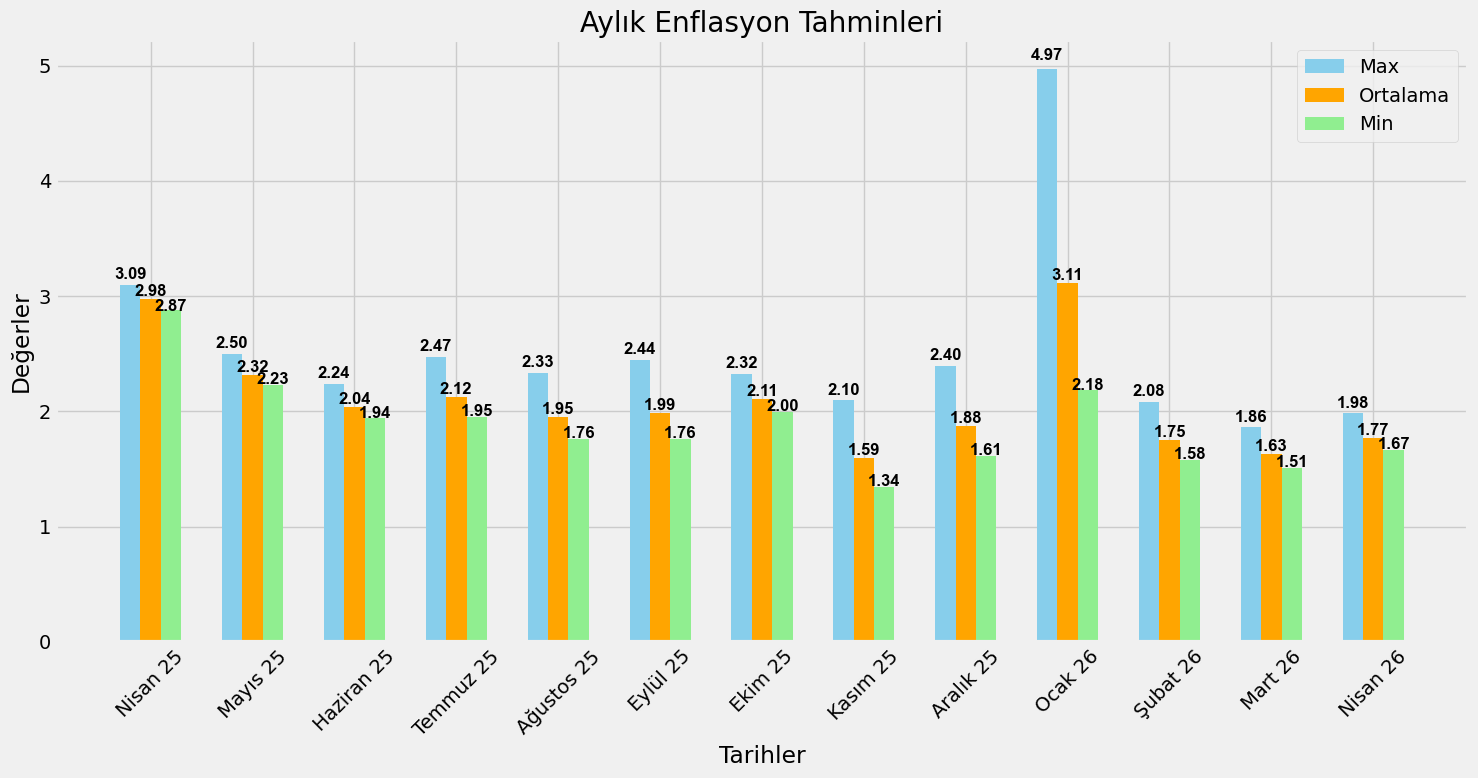 Aylık Enflasyon Tahminleri
Max
Ortalama
Min
Değerler
5
4
3
2
1
0
3.09 2.98 2.87
2.50 2.32 2.23
2.24 2.04 1.94
2.47 2.12 1.95
2.33 1.95 1.76
2.44 1.99 1.76
2.32 2.11 2.00
2.10 1.59 1.34
2.40 1.88 1.61
4.97 3.11 2.18
2.08 1.75 1.58
1.86 1.63 1.51
1.98 1.77 1.67
Nisan 25
Mayıs 25
Haziran 25
Temmuz 25
Ağustos 25
Eylül 25
Ekim 25
Kasım 25
Aralık 25
Ocak 26
Şubat 26
Mart 26
Nisan 26
Tarihler